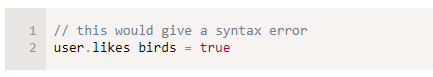 1 // this would give a syntax error
2 user.likes birds = true